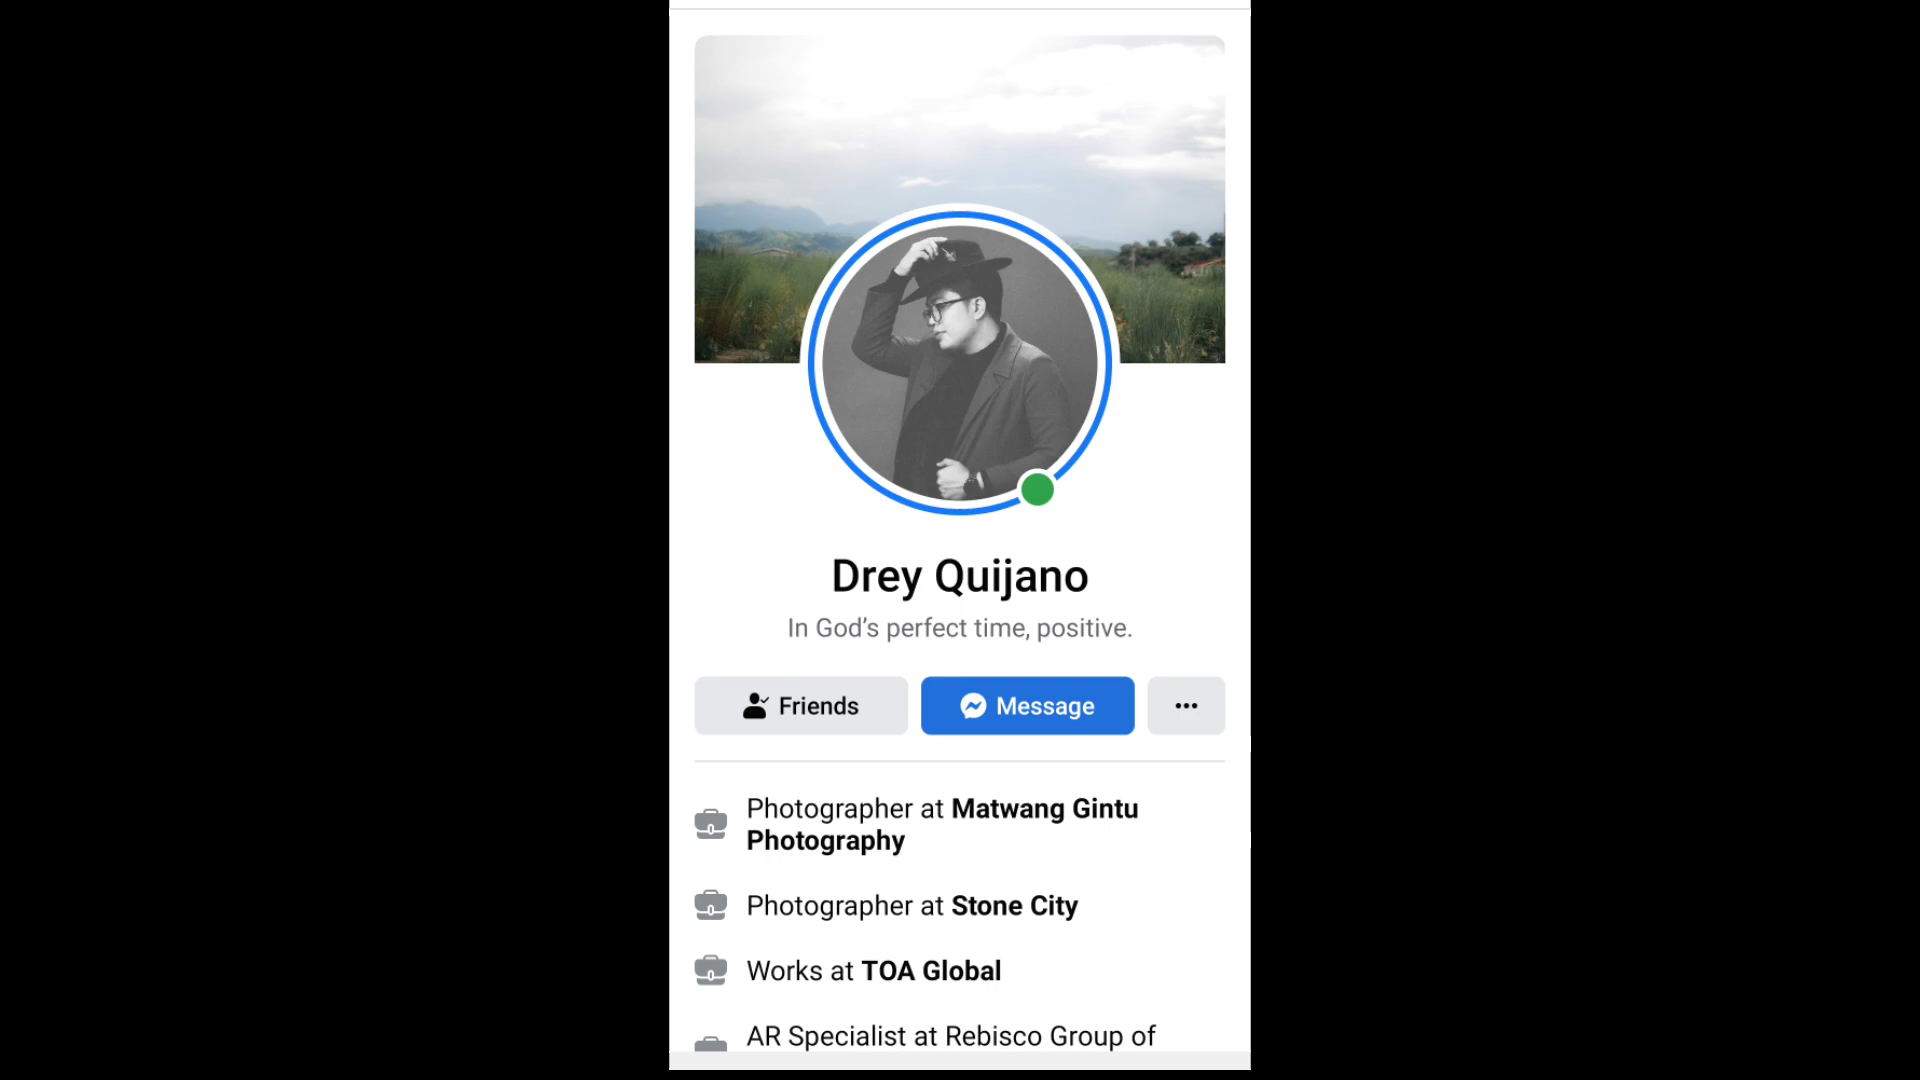 Drey Quijano
In God’s perfect time, positive.
Friends
Message
Photographer at Matwang Gintu
Photography
Photographer at Stone City
Works at TOA Global
AR Specialist at Rebisco Group of